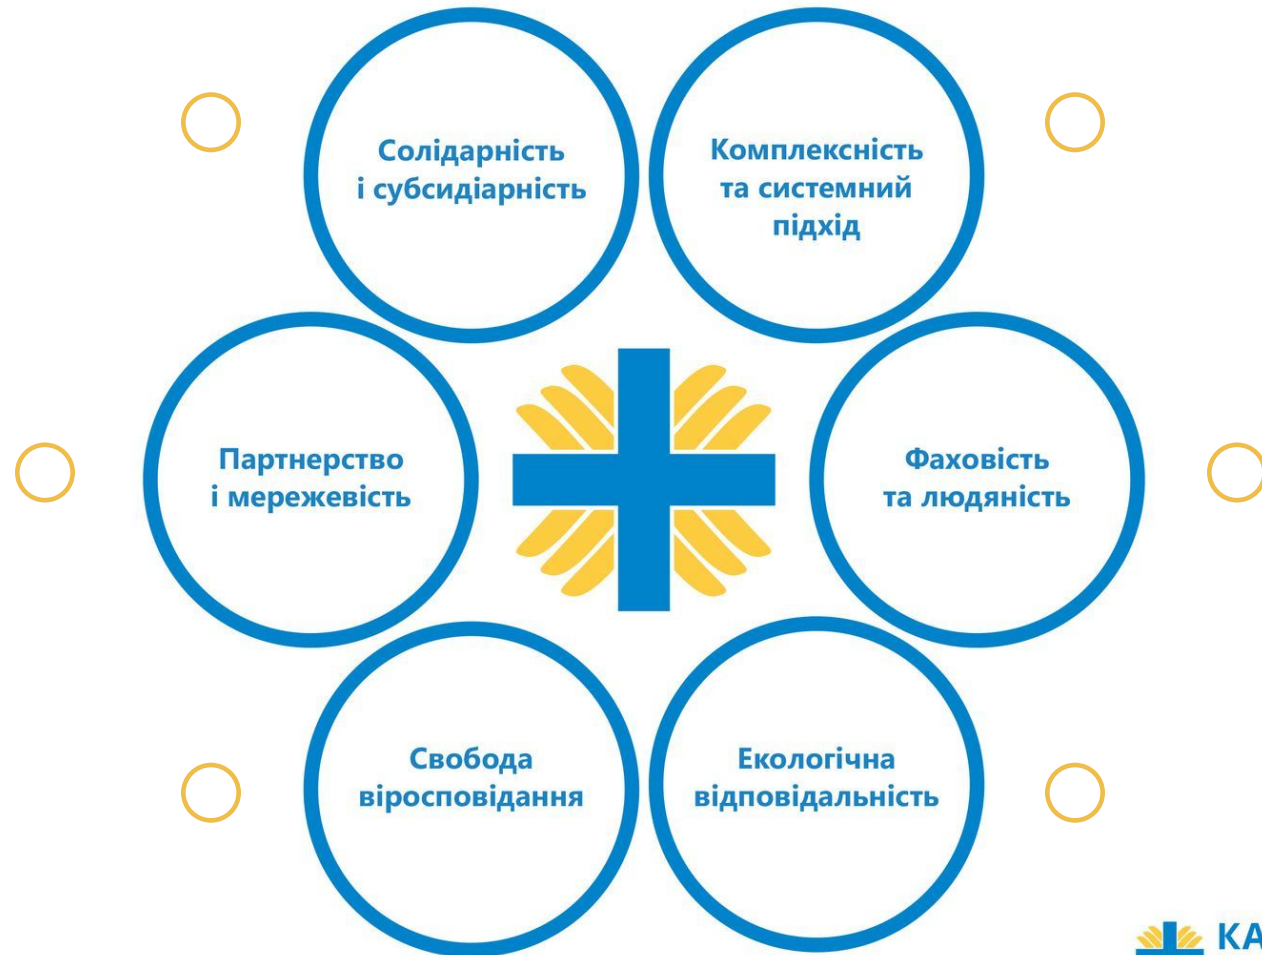 Солідарність
і субсидіарність
Комплексність
та системний
підхід
Партнерство
і мережевість
Фаховість
та людяність
Свобода
віросповідання
Екологічна
відповідальність
КА